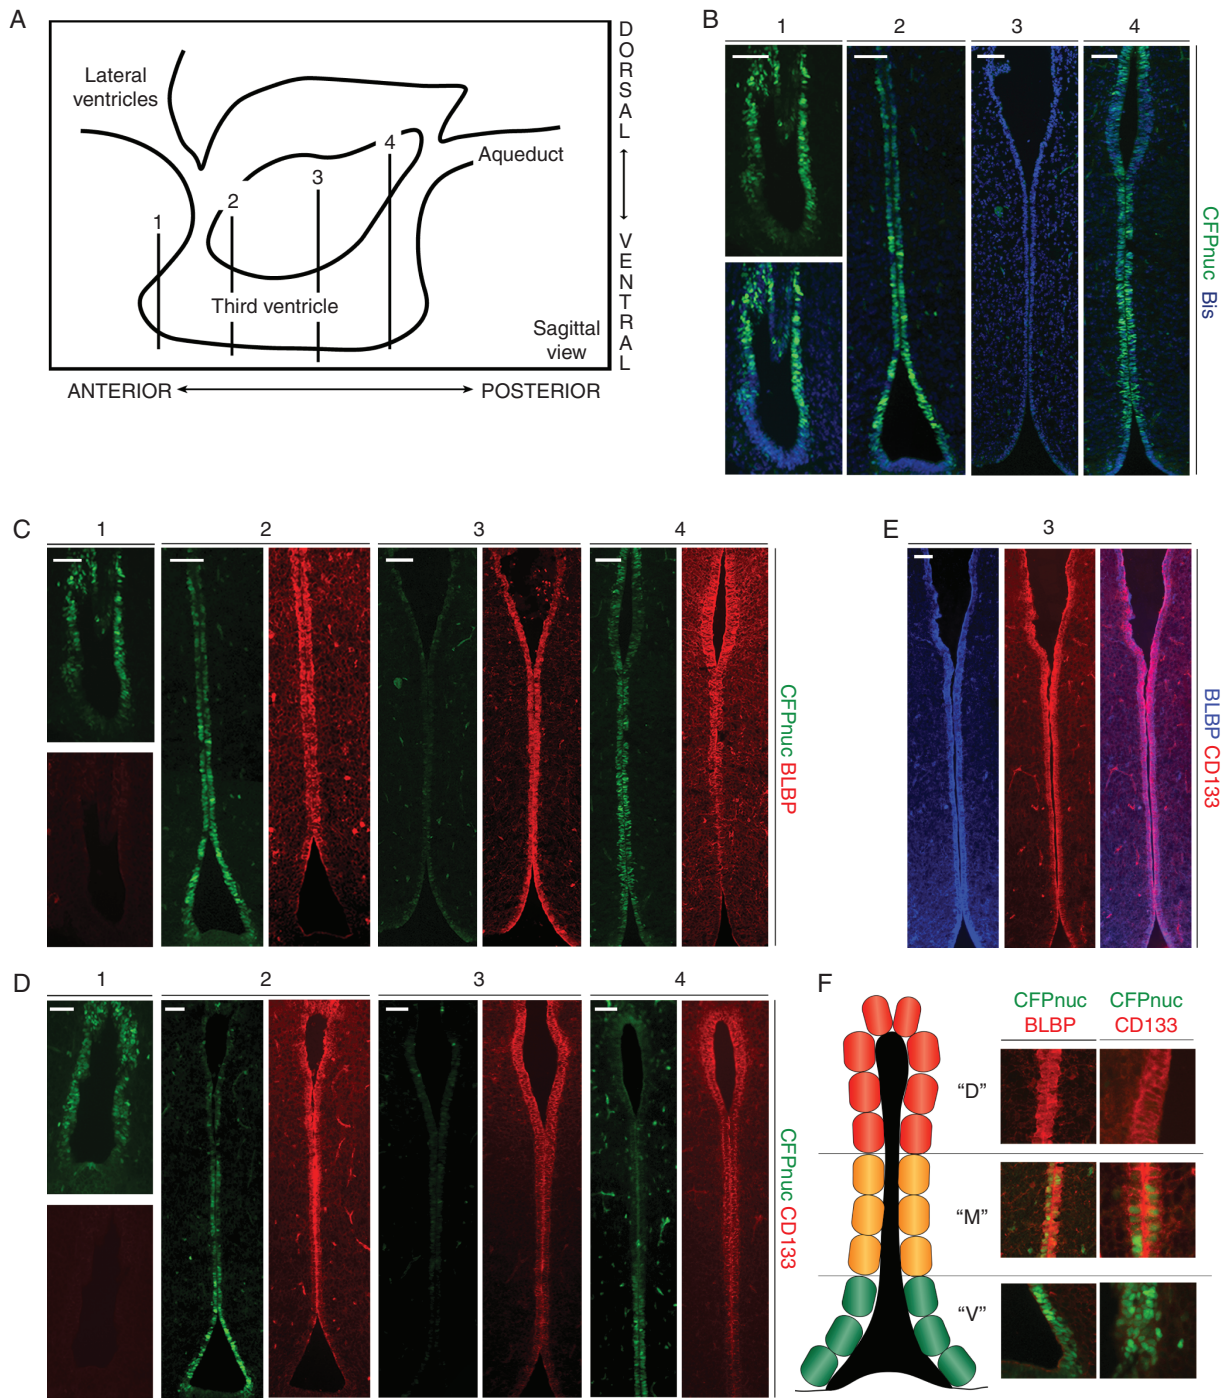 A
Lateral
ventricles
Aqueduct
1
2
3
4
Third ventricle
Sagittal
view
DORSAL
VENTRAL
ANTERIOR
POSTERIOR
B
1
2
3
4
CFPnuc Bis
C
1
2
3
4
CFPnuc BLBP
D
1
2
3
4
CFPnuc CD133
E
3
BLBP CD133
F
CFPnuc
BLBP
CFPnuc
CD133
“D”
“M”
“V”